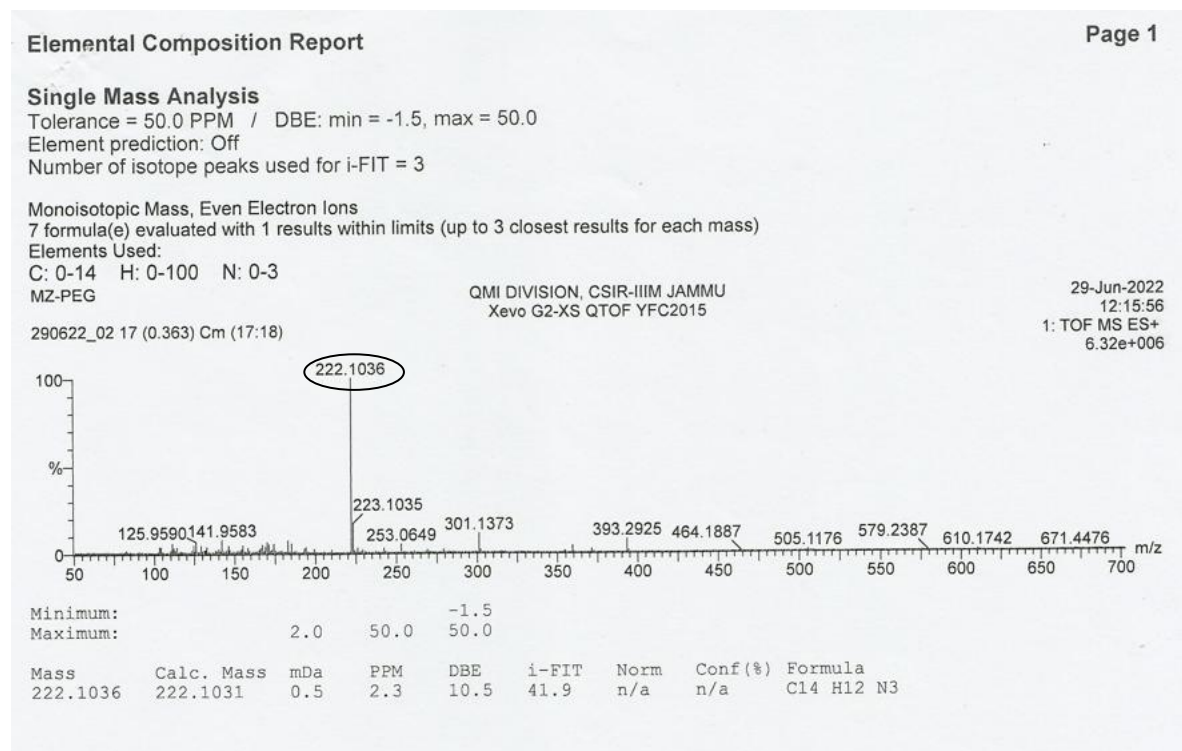 Elemental Composition Report
Page 1
Single Mass Analysis
Tolerance = 50.0 PPM / DBE: min = -1.5, max = 50.0
Element prediction: Off
Number of isotope peaks used for i-FIT = 3
Monoisotopic Mass, Even Electron Ions
7 formula(e) evaluated with 1 results within limits (up to 3 closest results for each mass)
Elements Used:
C: 0-14 H: 0-100 N: 0-3
MZ-PEG
QMI DIVISION, CSIR-IIIM JAMMU
29-Jun-2022
Xevo G2-XS QTOF YFC2015
12:15:56
290622_02 17 (0.363) Cm (17:18)
1: TOF MS ES+
6.32e+006
222.1036
100
%
223.1035
125.9590 141.9583 253.0649 301.1373 393.2925 464.1887 505.1176 579.2387 610.1742 671.4476
0
m/z
50 100 150 200 250 300 350 400 450 500 550 600 650 700
Minimum: -1.5
Maximum: 2.0 50.0 50.0
Mass Calc. Mass mDa PPM DBE i-FIT Norm Conf(%) Formula
222.1036 222.1031 0.5 2.3 10.5 41.9 n/a n/a C14 H12 N3